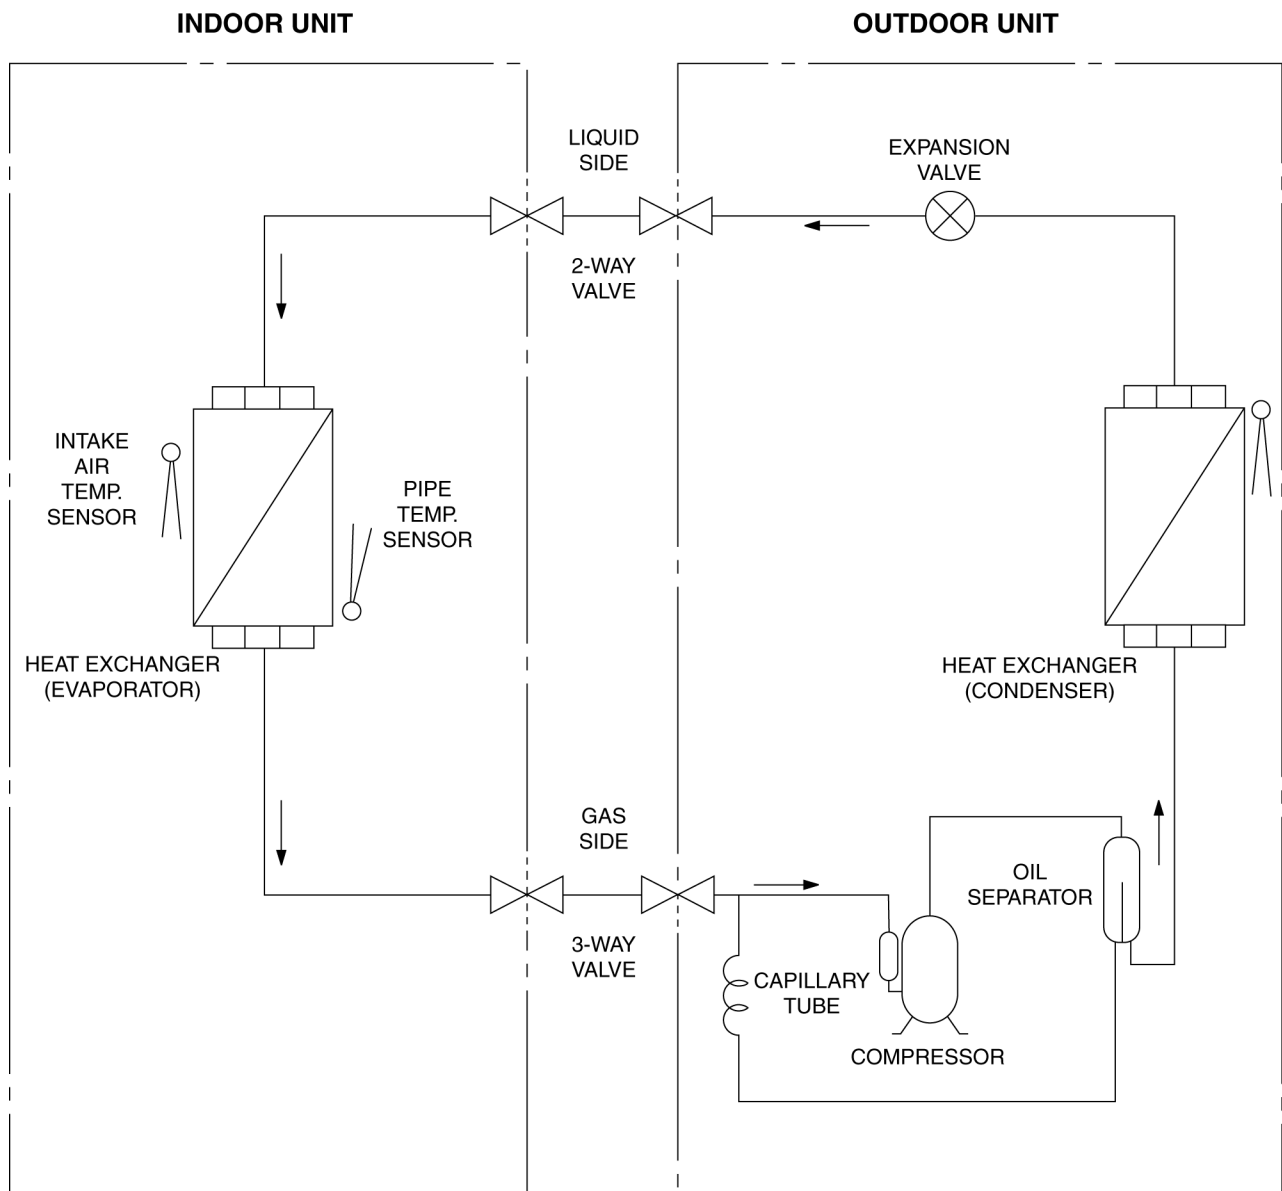 INDOOR UNIT
OUTDOOR UNIT
LIQUID
SIDE
EXPANSION
VALVE
2-WAY
VALVE
INTAKE
AIR
TEMP.
SENSOR
PIPE
TEMP.
SENSOR
HEAT EXCHANGER
(EVAPORATOR)
HEAT EXCHANGER
(CONDENSER)
GAS
SIDE
OIL
SEPARATOR
3-WAY
VALVE
CAPILLARY
TUBE
COMPRESSOR